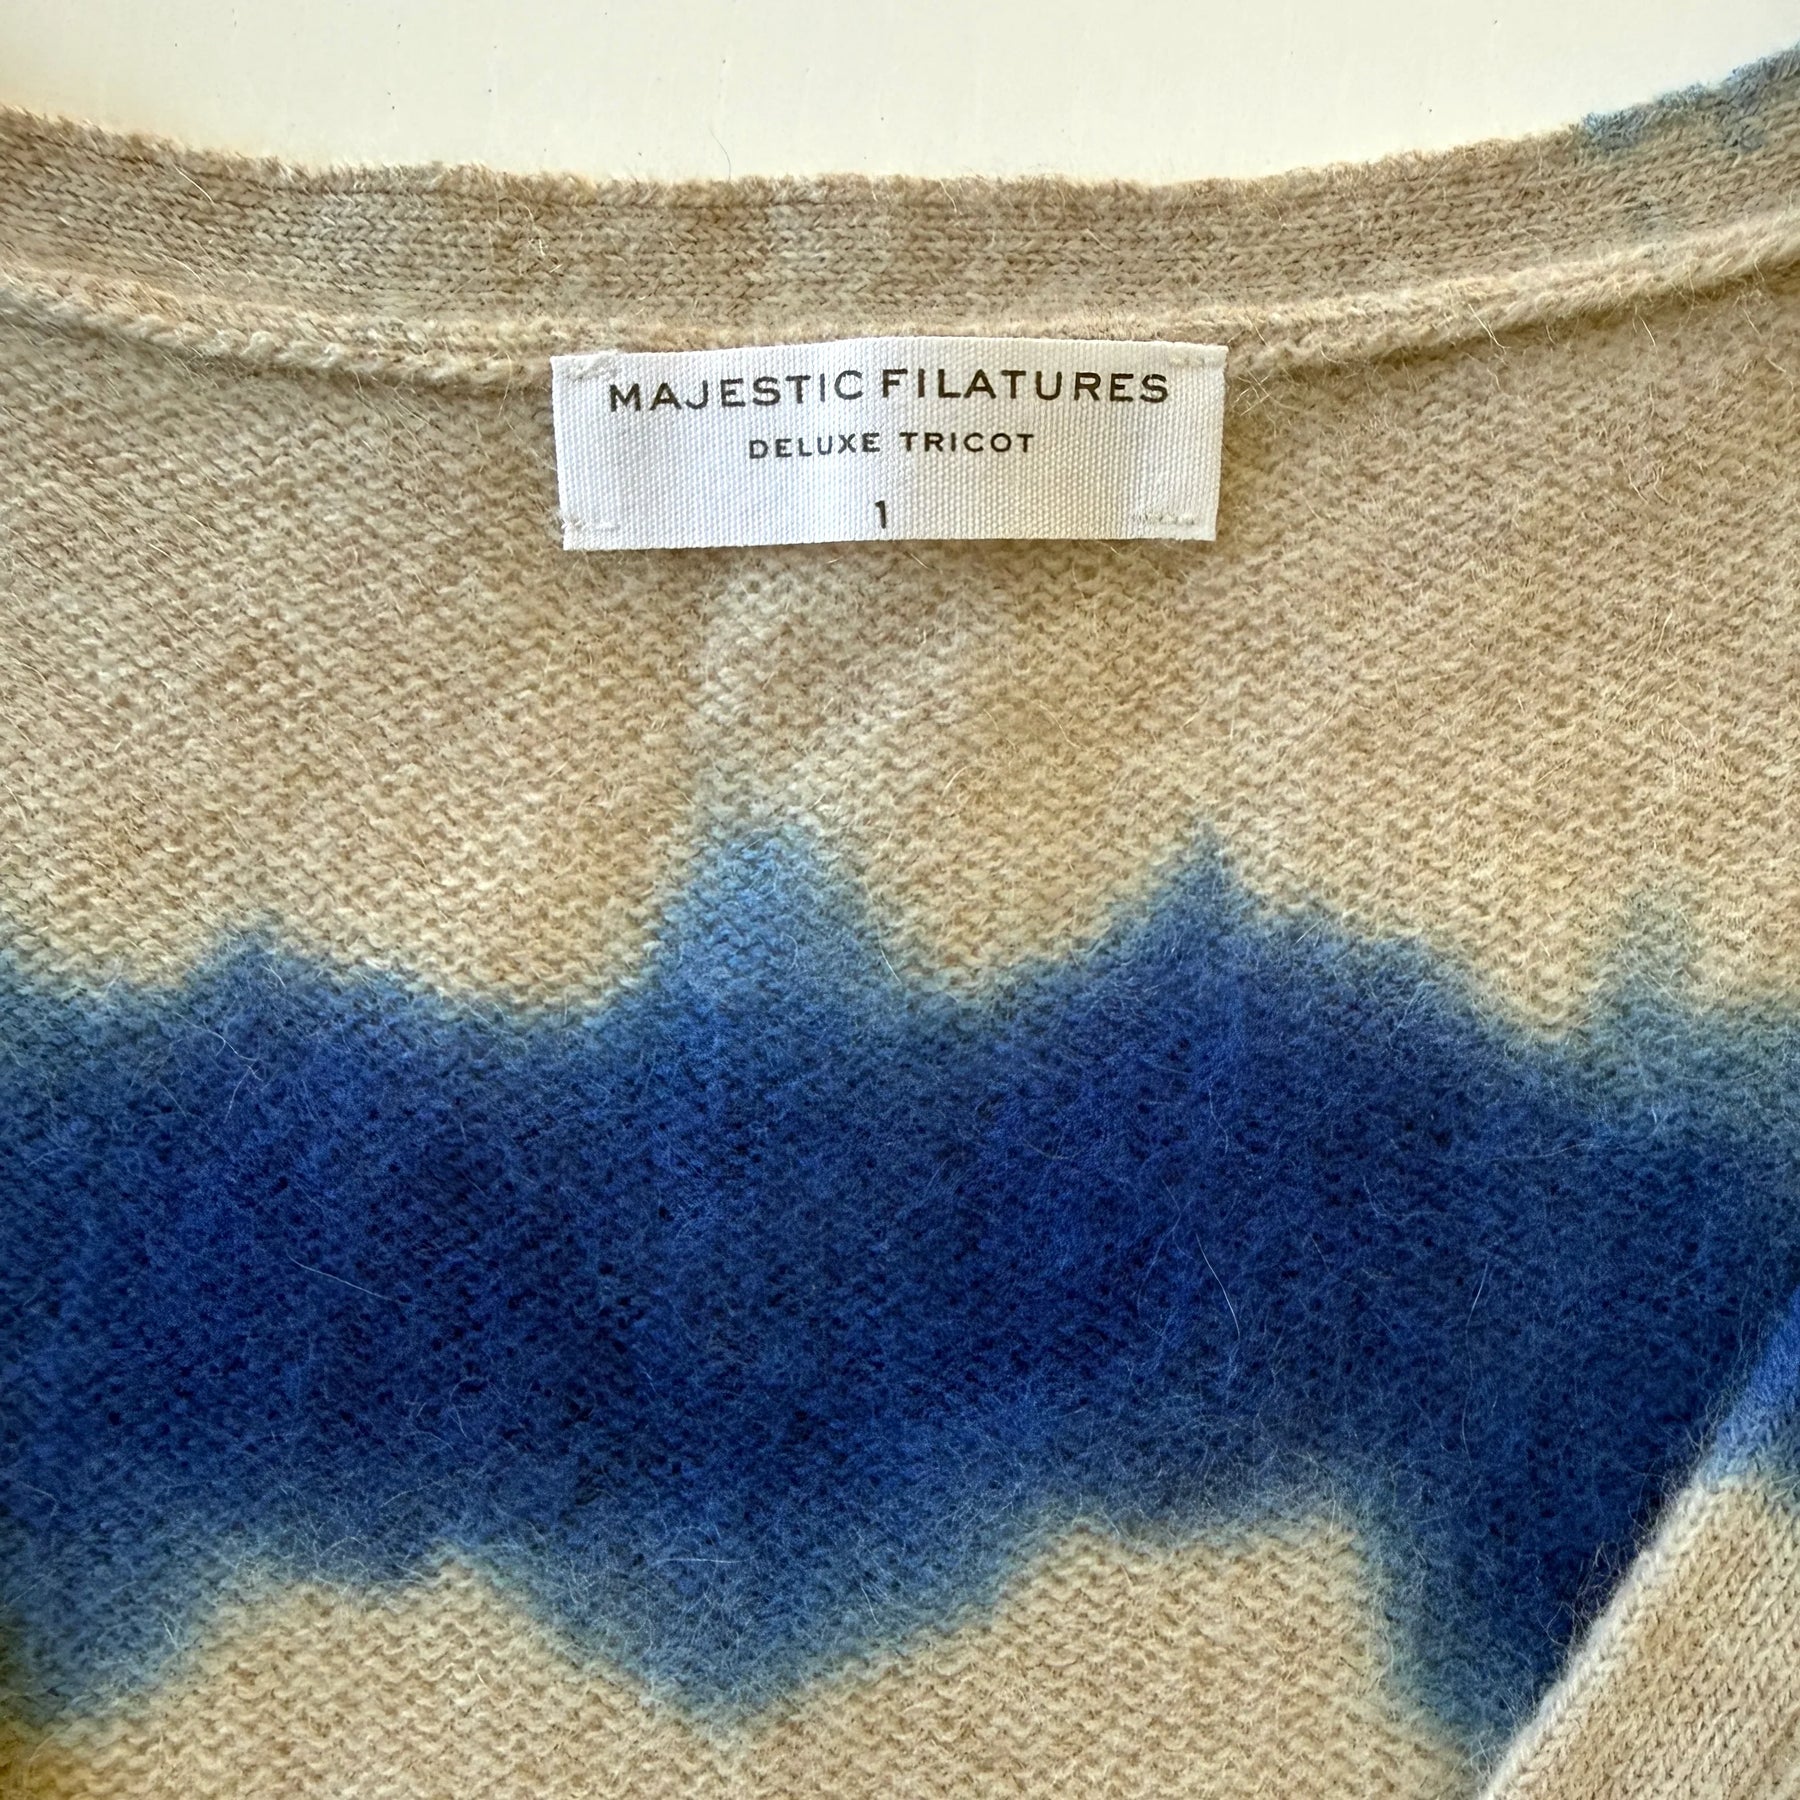 MAJESTIC FILATURES
DELUXE TRICOT
1